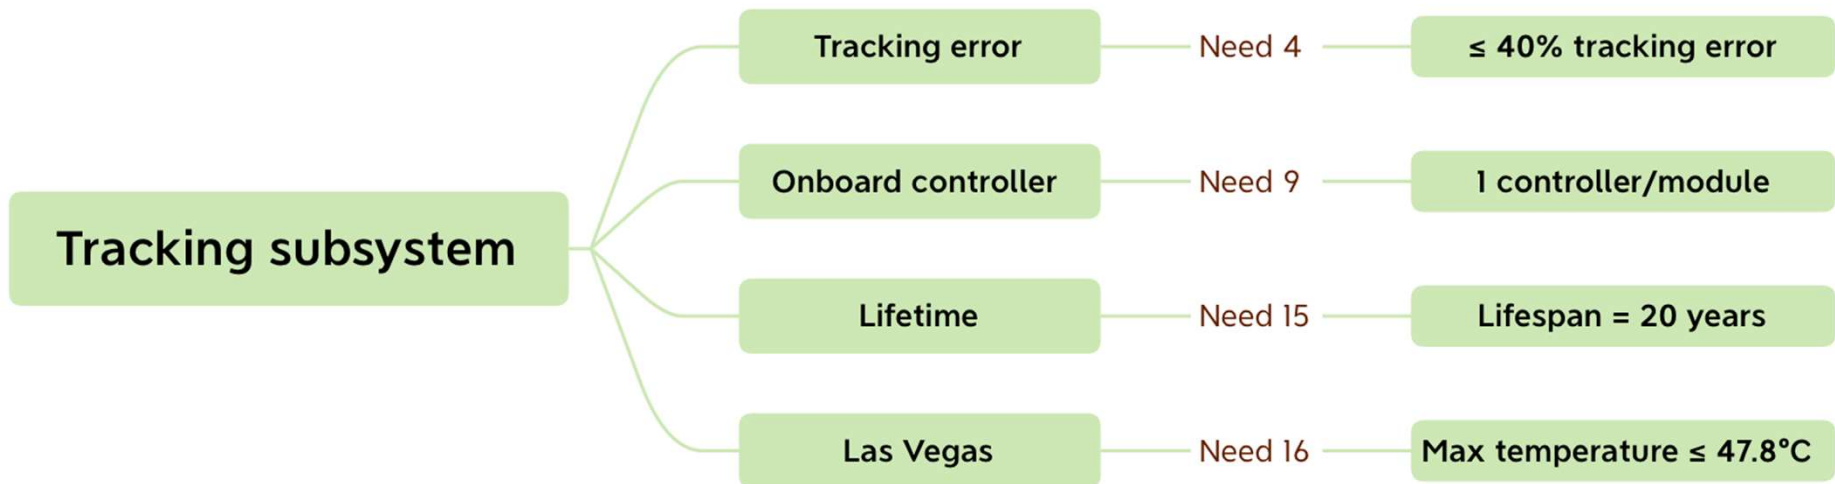 Tracking error Need 4 ≤ 40% tracking error
Onboard controller Need 9 1 controller/module
Tracking subsystem
Lifetime Need 15 Lifespan = 20 years
Las Vegas Need 16 Max temperature ≤ 47.8°C